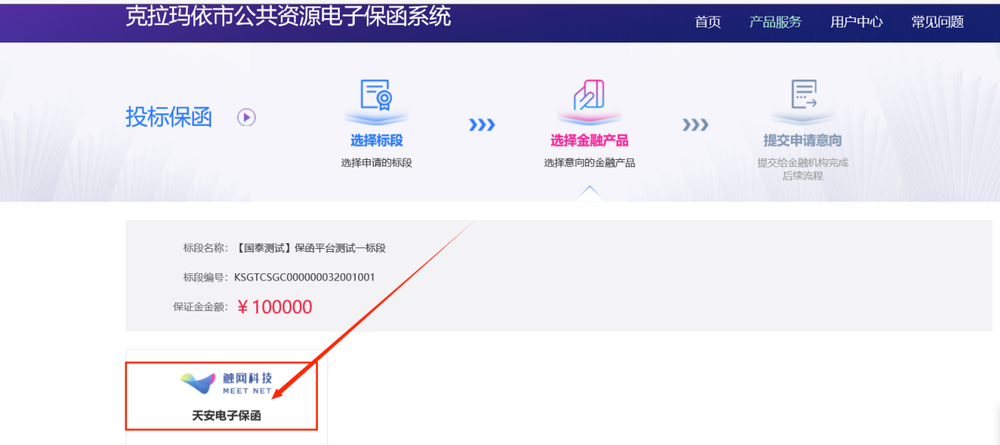 克拉玛依市公共资源电子保函系统
首页 产品服务 用户中心 常见问题
投标保函
选择标段
选择申请的标段
选择金融产品
选择意向的金融产品
提交申请意向
提交给金融机构完成
后续流程
标段名称：【国泰测试】保函平台测试一标段
标段编号：KSGTCSGC000000032001001
保证金金额：￥100000
触网科技
MEET NET
天安电子保函